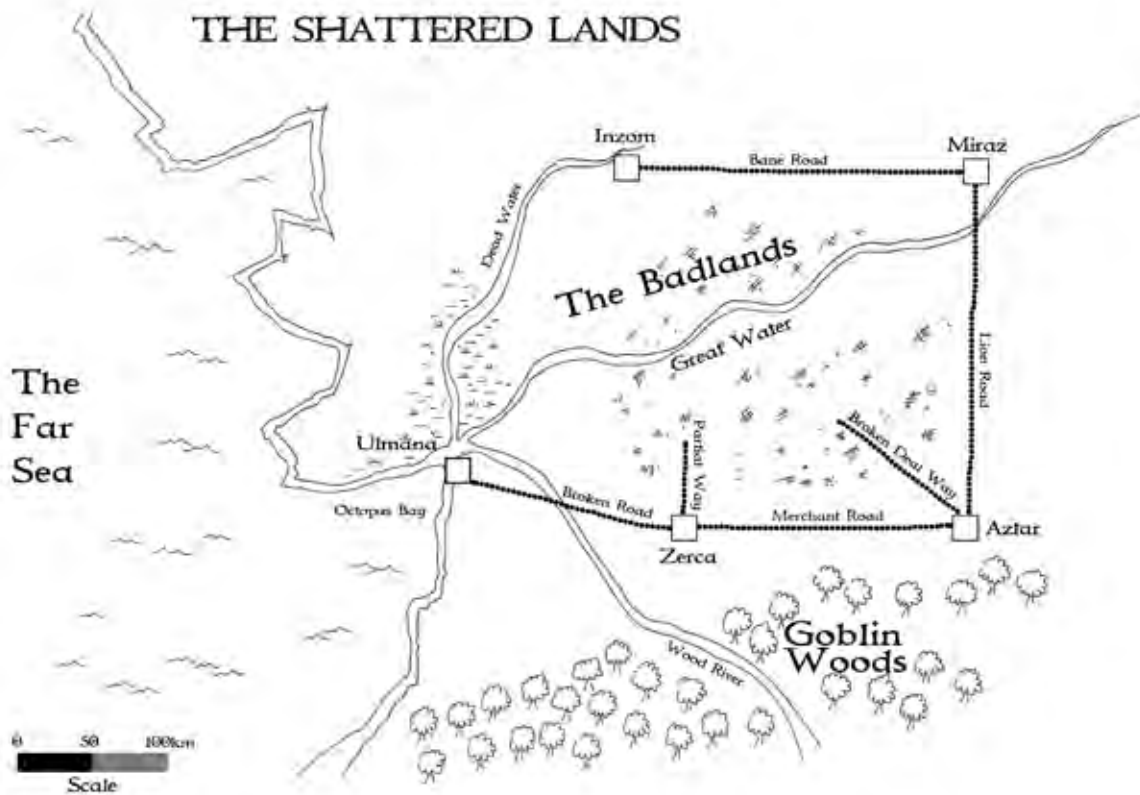 THE SHATTERED LANDS
Inzom
Miraz
Bane Road
Dead Water
The Badlands
Great Water
Lion Road
The
Far
Sea
Ulmana
Parhat Way
Broken Deal Way
Octopus Bay
Broken Road
Merchant Road
Aztar
Zerca
Goblin
Woods
Wood River
0 50 100km
Scale